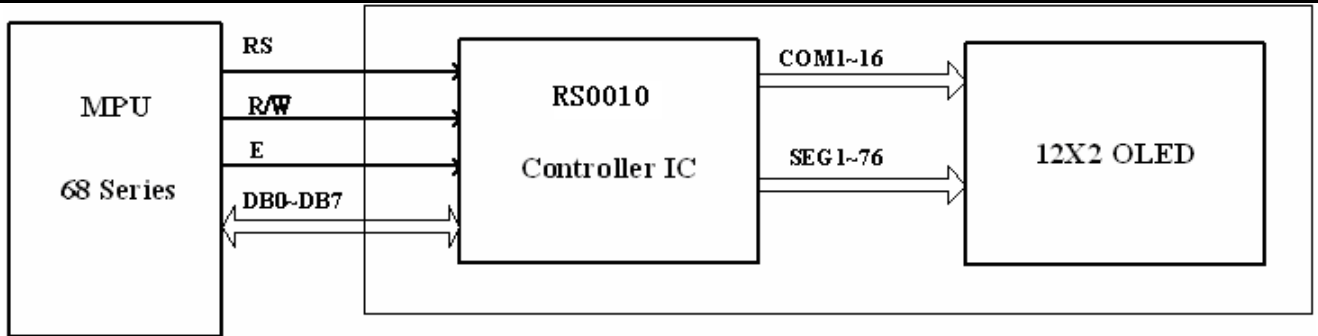 MPU
68 Series
RS
R/W̅
E
DB0~DB7
RS0010
Controller IC
COM1~16
SEG1~76
12X2 OLED